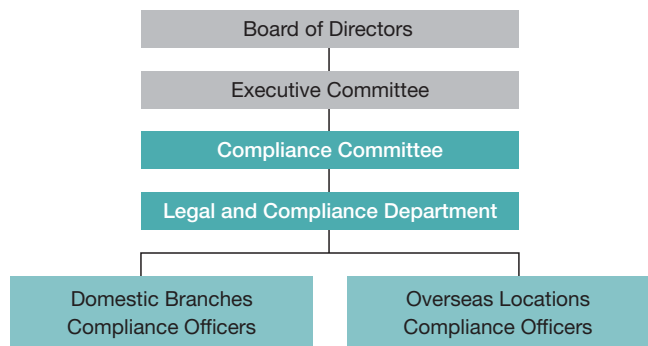 Board of Directors
Executive Committee
Compliance Committee
Legal and Compliance Department
Domestic Branches
Compliance Officers
Overseas Locations
Compliance Officers